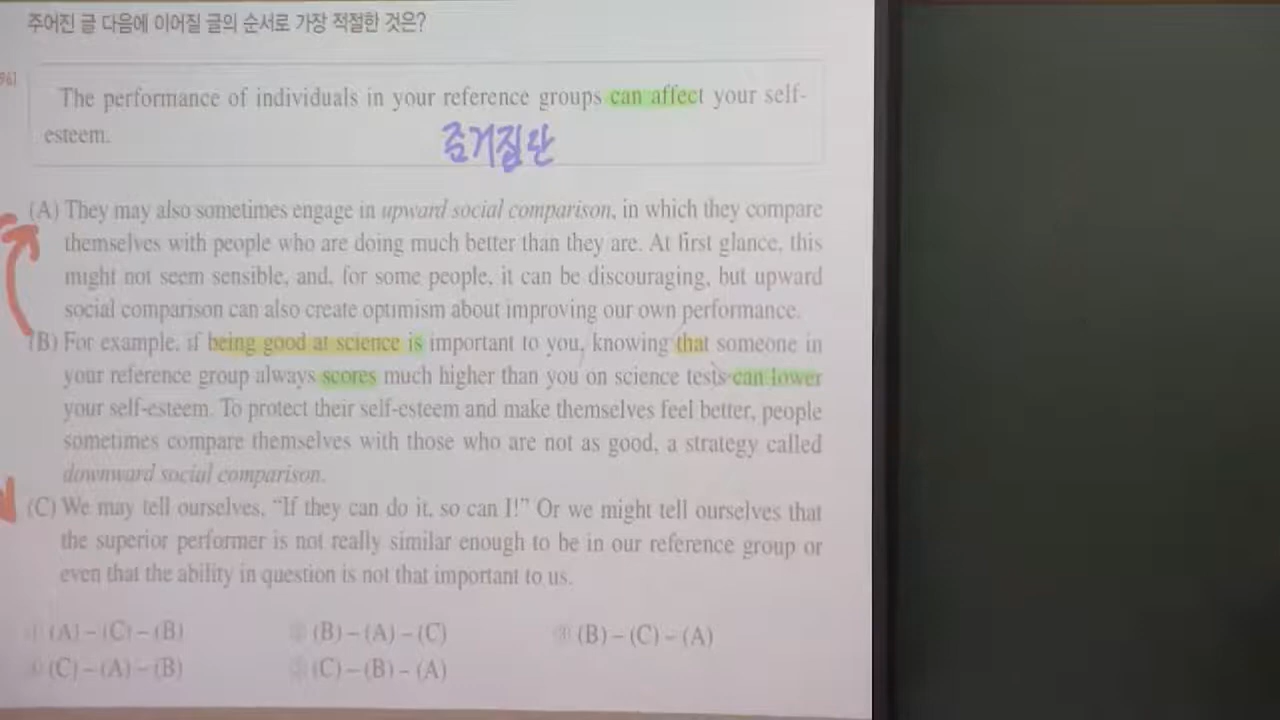 주어진 글 다음에 이어질 글의 순서로 가장 적절한 것은?
96]
The performance of individuals in your reference groups can affect your self-
esteem.
준거집단
(A) They may also sometimes engage in upward social comparison, in which they compare
themselves with people who are doing much better than they are. At first glance, this
might not seem sensible, and, for some people, it can be discouraging, but upward
social comparison can also create optimism about improving our own performance.
(B) For example, if being good at science is important to you, knowing that someone in
your reference group always scores much higher than you on science tests can lower
your self-esteem. To protect their self-esteem and make themselves feel better, people
sometimes compare themselves with those who are not as good, a strategy called
downward social comparison.
(C) We may tell ourselves, “If they can do it, so can I!” Or we might tell ourselves that
the superior performer is not really similar enough to be in our reference group or
even that the ability in question is not that important to us.
① (A) – (C) – (B) ② (B) – (A) – (C) ③ (B) – (C) – (A)
④ (C) – (A) – (B) ⑤ (C) – (B) – (A)